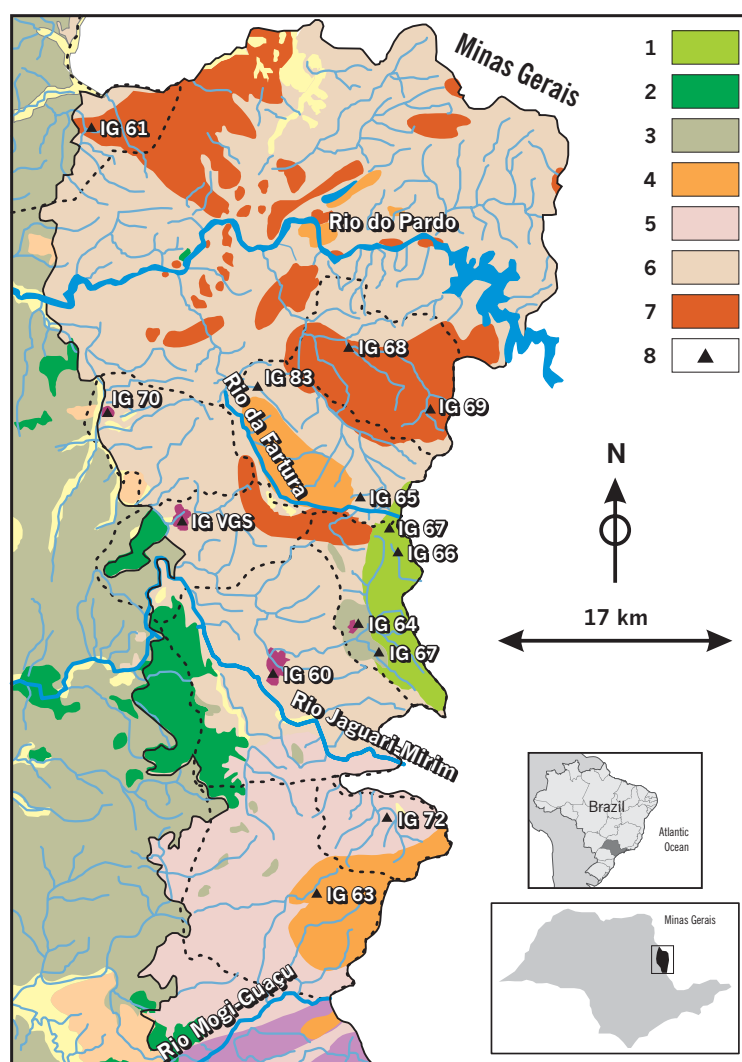 Minas Gerais
1
2
3
4
5
6
7
8
IG 61
Rio do Pardo
IG 68
IG 83
IG 70
IG 69
Rio da Fartura
IG 65
IG VGS
IG 67
IG 66
N
17 km
IG 64
IG 67
IG 60
Rio Jaguari-Mirim
Brazil
Atlantic
Ocean
IG 72
IG 63
Minas Gerais
Rio Mogi-Guaçu